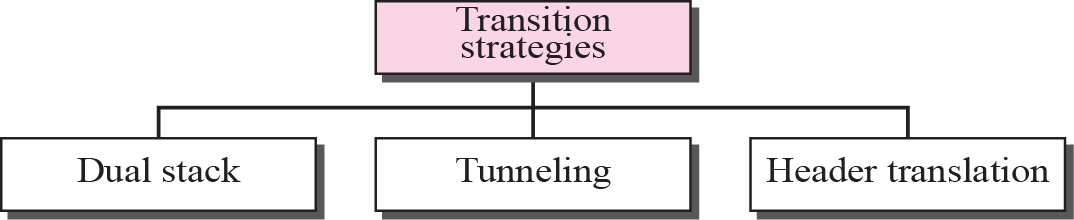 Transition
strategies
Dual stack
Tunneling
Header translation